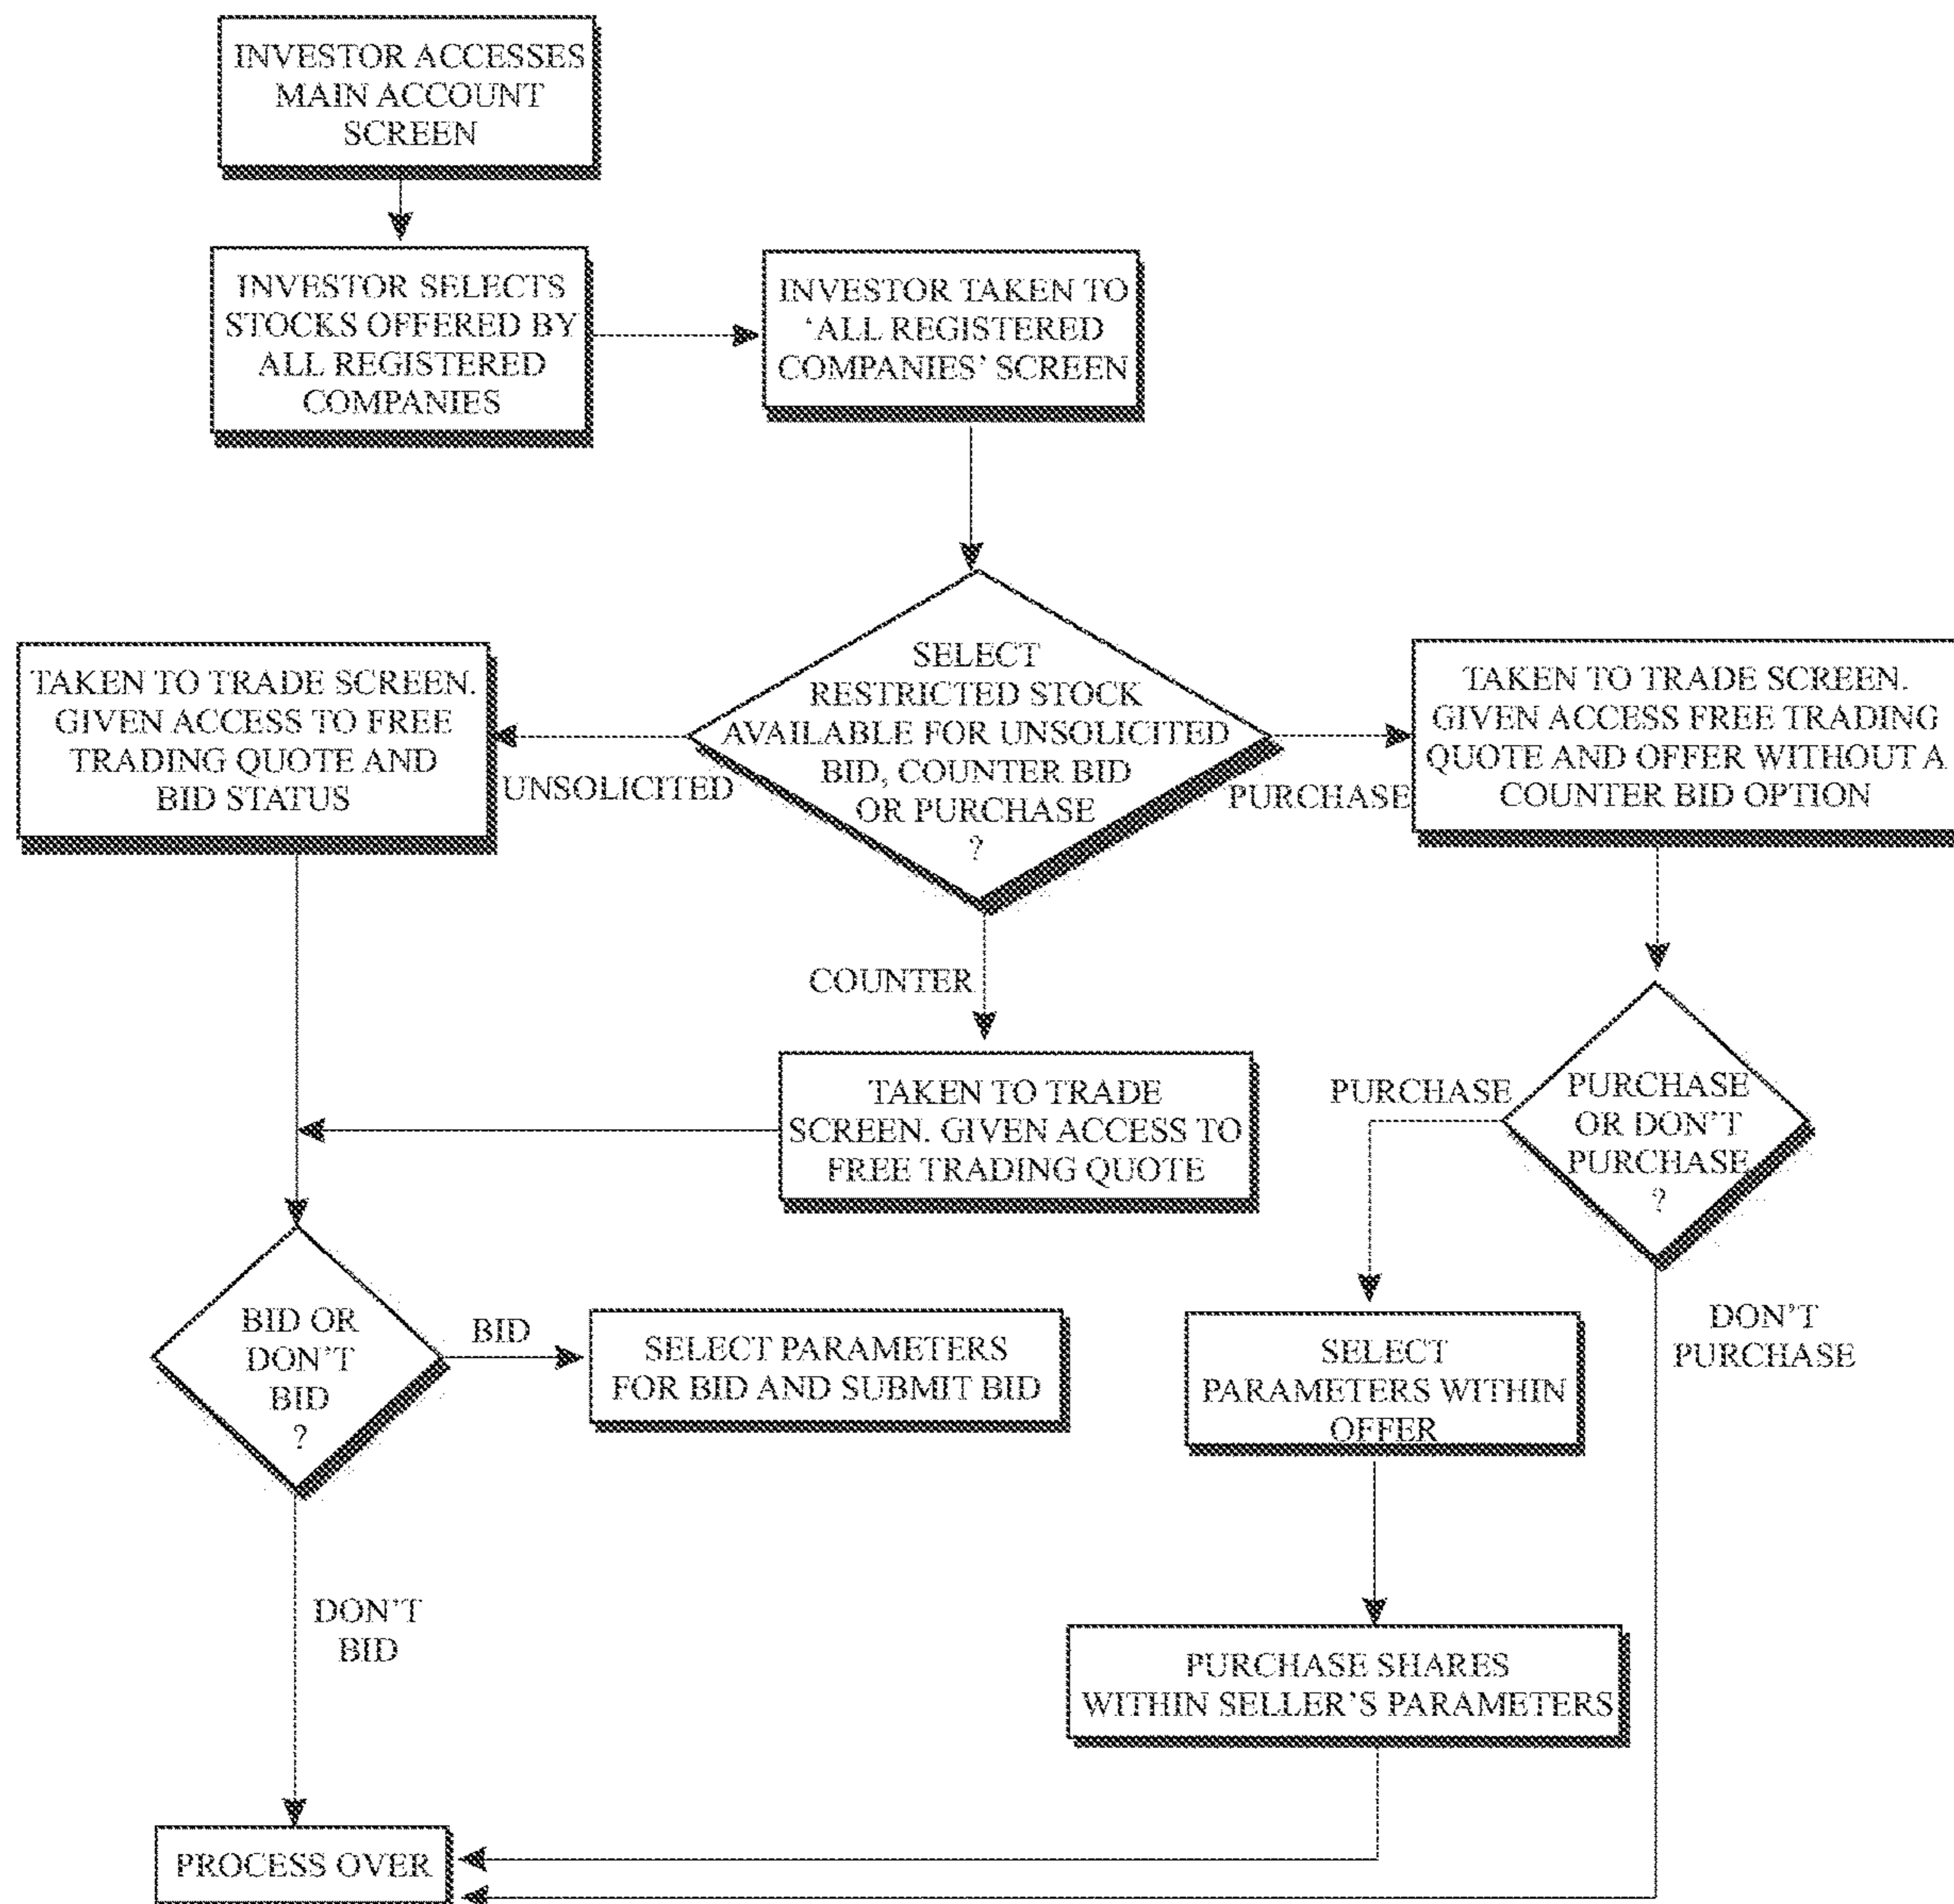 INVESTOR ACCESSES
MAIN ACCOUNT
SCREEN
INVESTOR SELECTS
STOCKS OFFERED BY
ALL REGISTERED
COMPANIES
INVESTOR TAKEN TO
‘ALL REGISTERED
COMPANIES’ SCREEN
SELECT
RESTRICTED STOCK
AVAILABLE FOR UNSOLICITED
BID, COUNTER BID
OR PURCHASE
?
TAKEN TO TRADE SCREEN.
GIVEN ACCESS TO FREE
TRADING QUOTE AND
BID STATUS
UNSOLICITED
PURCHASE
TAKEN TO TRADE SCREEN.
GIVEN ACCESS FREE TRADING
QUOTE AND OFFER WITHOUT A
COUNTER BID OPTION
COUNTER
TAKEN TO TRADE
SCREEN. GIVEN ACCESS TO
FREE TRADING QUOTE
PURCHASE
PURCHASE
OR DON’T
PURCHASE
?
BID OR
DON’T
BID
?
BID
SELECT PARAMETERS
FOR BID AND SUBMIT BID
SELECT
PARAMETERS WITHIN
OFFER
DON’T
PURCHASE
DON’T
BID
PURCHASE SHARES
WITHIN SELLER’S PARAMETERS
PROCESS OVER